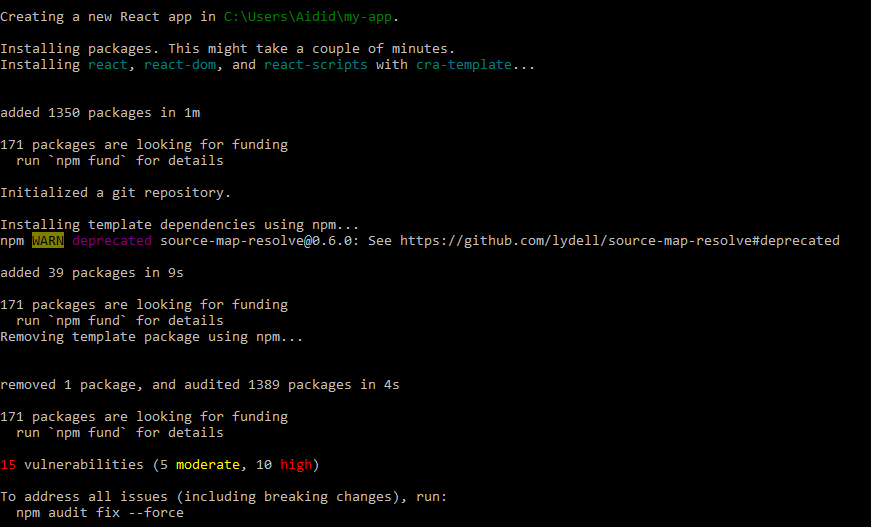 Creating a new React app in C:\Users\Aidid\my-app.
Installing packages. This might take a couple of minutes.
Installing react, react-dom, and react-scripts with cra-template...
added 1350 packages in 1m
171 packages are looking for funding
  run `npm fund` for details
Initialized a git repository.
Installing template dependencies using npm...
npm WARN deprecated source-map-resolve@0.6.0: See https://github.com/lydell/source-map-resolve#deprecated
added 39 packages in 9s
171 packages are looking for funding
  run `npm fund` for details
Removing template package using npm...
removed 1 package, and audited 1389 packages in 4s
171 packages are looking for funding
  run `npm fund` for details
15 vulnerabilities (5 moderate, 10 high)
To address all issues (including breaking changes), run:
  npm audit fix --force